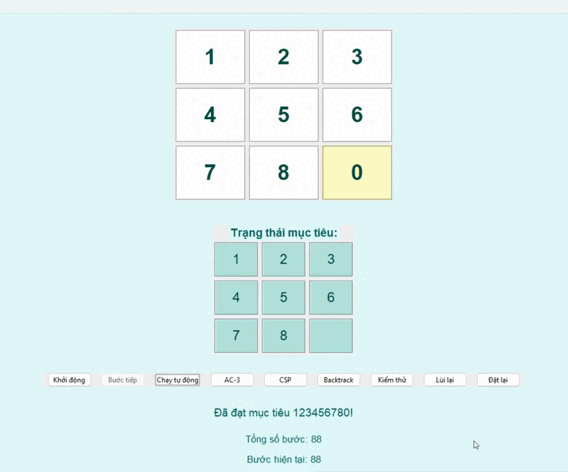 1 2 3
4 5 6
7 8 0
Trạng thái mục tiêu:
1 2 3
4 5 6
7 8
Khởi động Bước tiếp Chạy tự động AC-3 CSP Backtrack Kiểm thử Lùi lại Đặt lại
Đã đạt mục tiêu 123456780!
Tổng số bước: 88
Bước hiện tại: 88